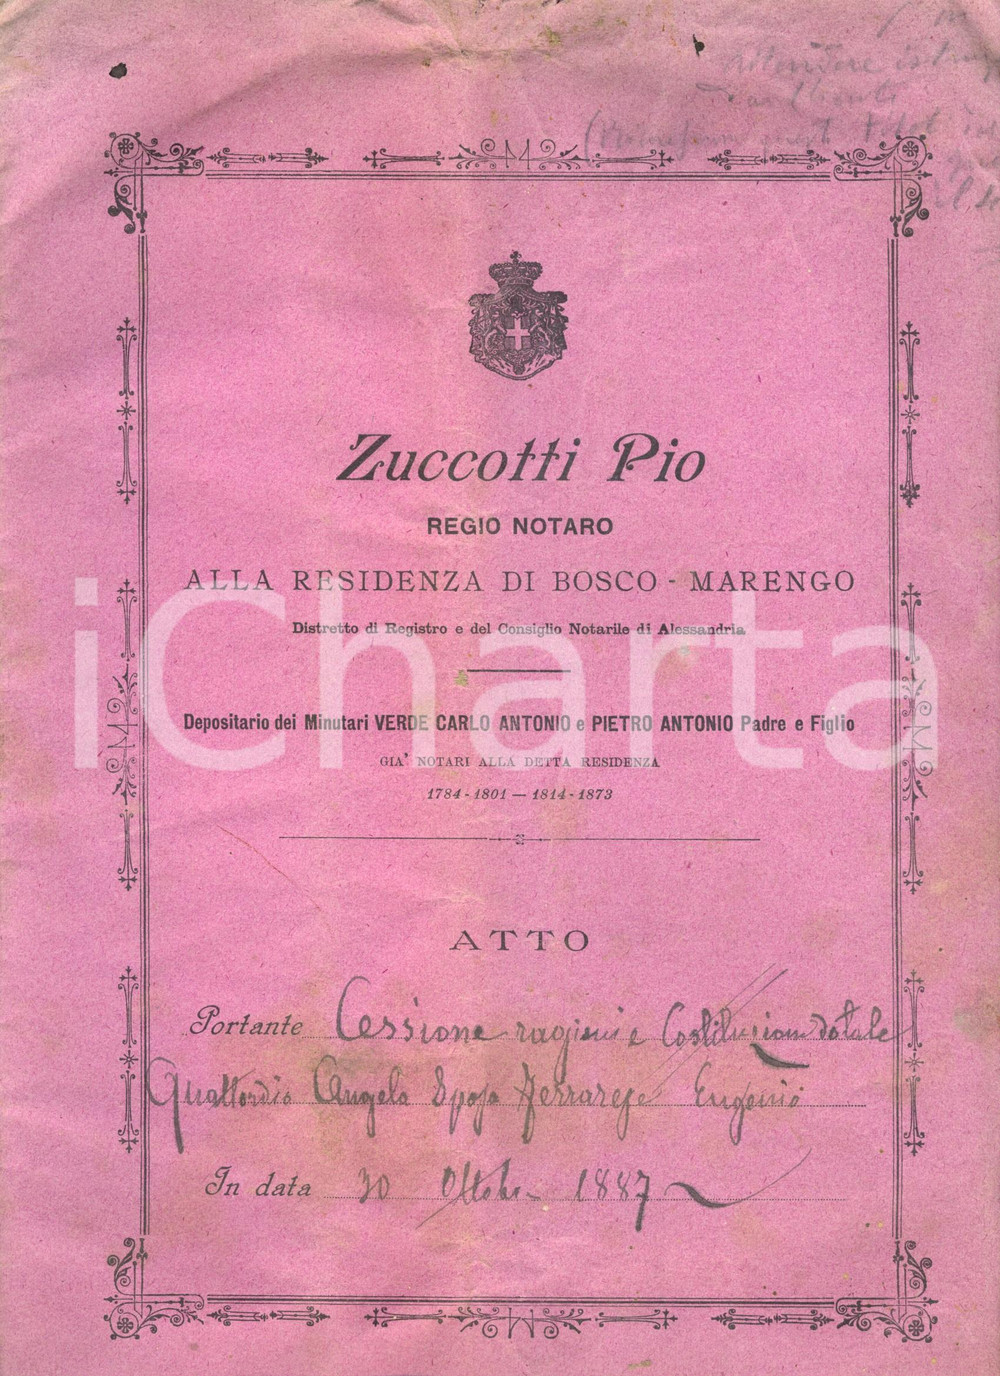 Zuccotti Pio
REGIO NOTARO
ALLA RESIDENZA DI BOSCO - MARENGO
Distretto di Registro e del Consiglio Notarile di Alessandria
Depositario dei Minutari VERDE CARLO ANTONIO e PIETRO ANTONIO Padre e Figlio
GIA' NOTARI ALLA DETTA RESIDENZA
1784 - 1801 — 1814 - 1873
iCharta
ATTO
Portante Cessione ragioni e Costituzione dotale
Quattordio Angela Sposa Ferrarese Eugenio
In data 30 Ottobre 1887